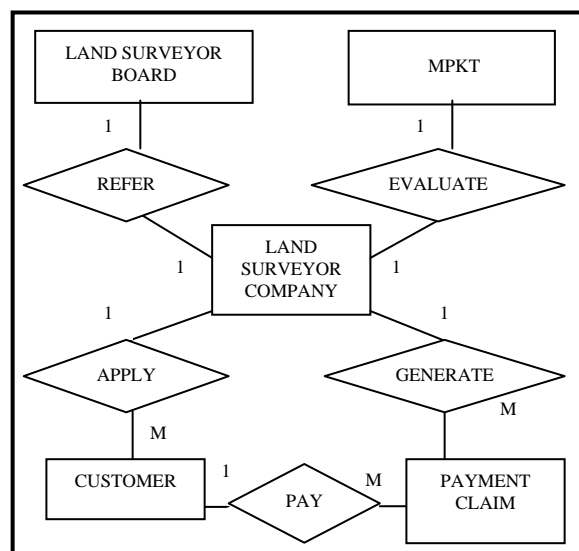 LAND SURVEYOR
BOARD
MPKT
1
1
REFER
EVALUATE
LAND
SURVEYOR
COMPANY
1
1
1
1
APPLY
GENERATE
M
M
CUSTOMER
1
PAY
M
PAYMENT
CLAIM